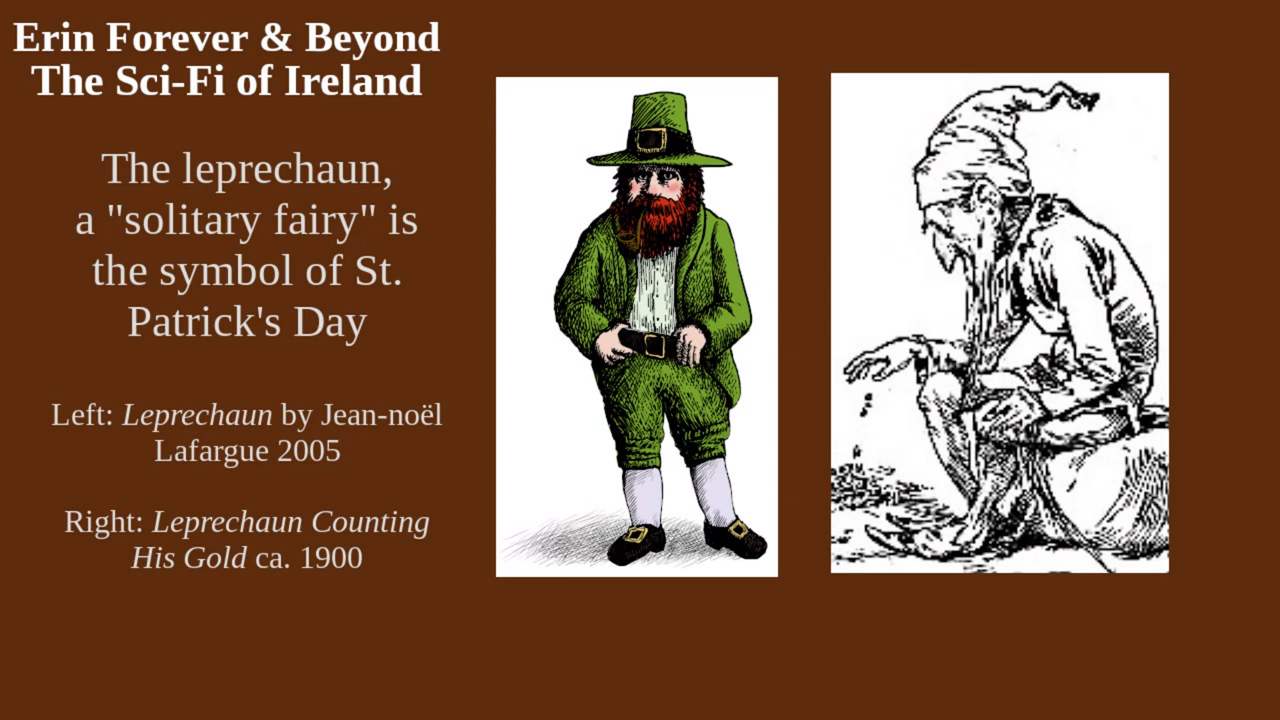 Erin Forever & Beyond
The Sci-Fi of Ireland
The leprechaun,
a "solitary fairy" is
the symbol of St.
Patrick's Day
Left: Leprechaun by Jean-noël
Lafargue 2005
Right: Leprechaun Counting
His Gold ca. 1900